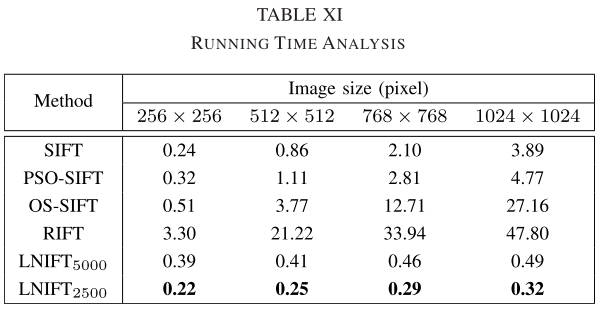 TABLE XI
RUNNING TIME ANALYSIS
Method Image size (pixel)
256 × 256 512 × 512 768 × 768 1024 × 1024
SIFT 0.24 0.86 2.10 3.89
PSO-SIFT 0.32 1.11 2.81 4.77
OS-SIFT 0.51 3.77 12.71 27.16
RIFT 3.30 21.22 33.94 47.80
LNIFT5000 0.39 0.41 0.46 0.49
LNIFT2500 0.22 0.25 0.29 0.32